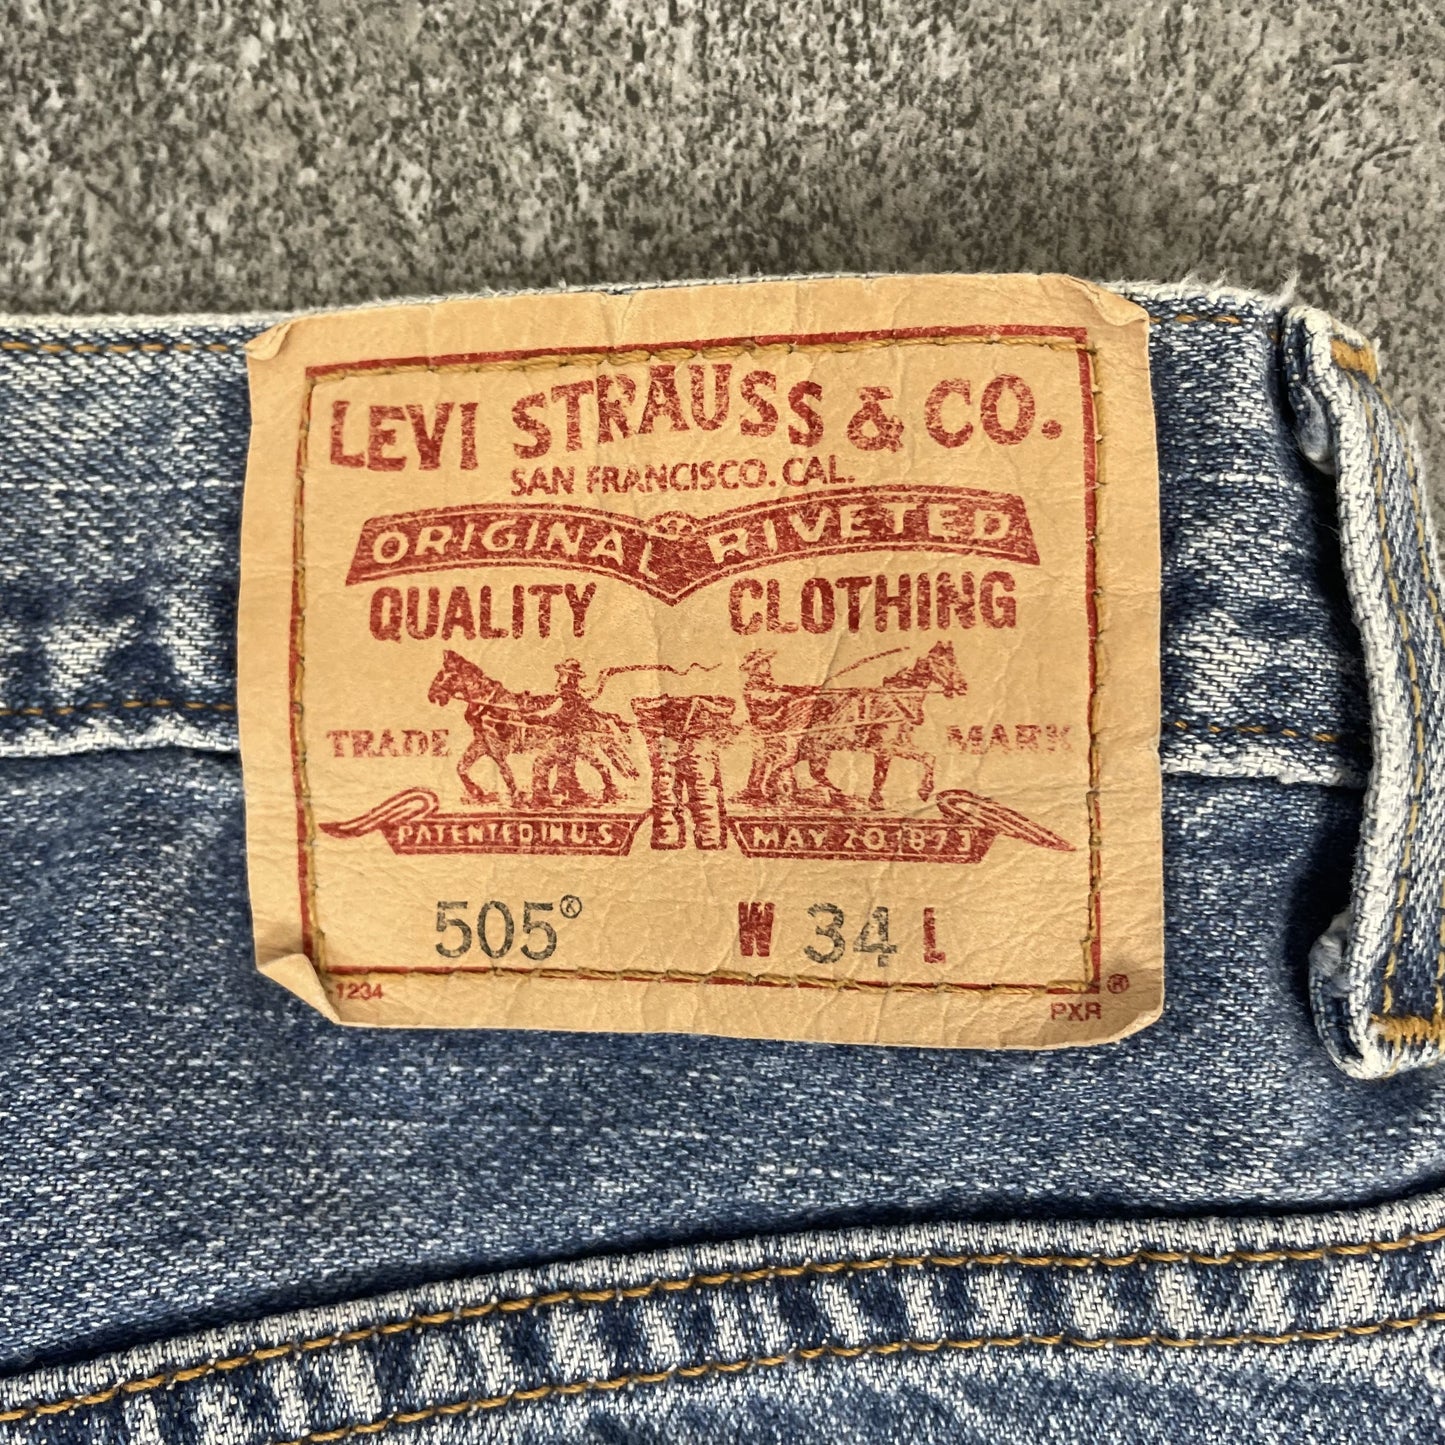 LEVI STRAUSS & CO.
SAN FRANCISCO. CAL.
ORIGINAL RIVETED
QUALITY CLOTHING
TRADE MARK
PATENTED IN U.S. MAY 20 1873
505® W 34 L
1234 PXR ®